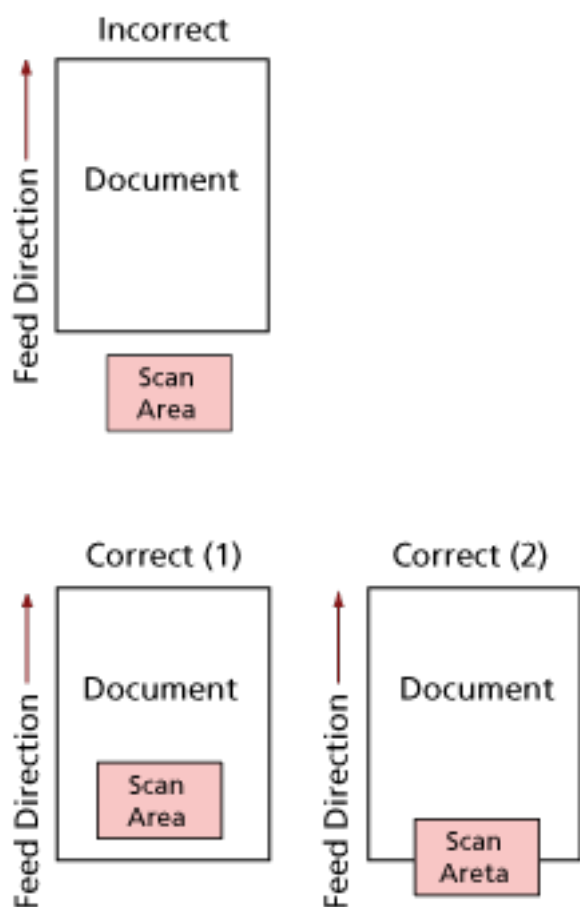 Incorrect
Feed Direction
Document
Scan
Area
Correct (1)
Feed Direction
Document
Scan
Area
Correct (2)
Feed Direction
Document
Scan
Areta